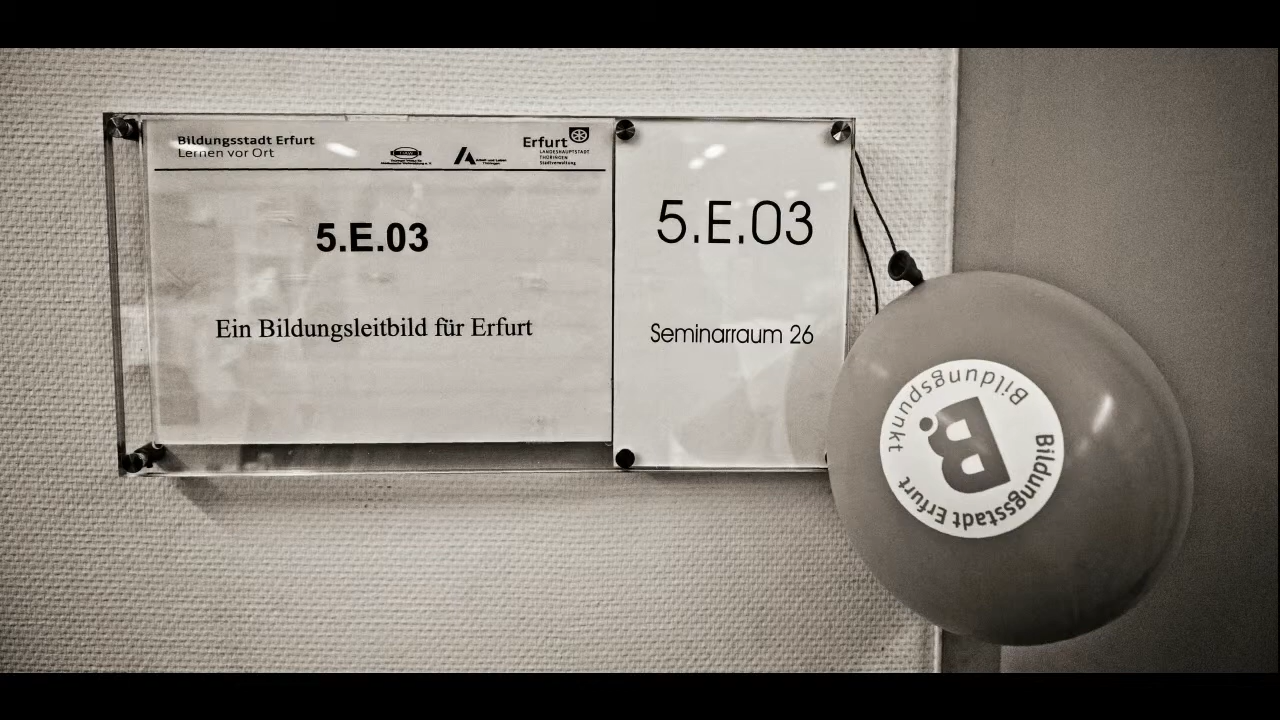 Bildungsstadt Erfurt
Lernen vor Ort
Erfurt
LANDESHAUPTSTADT
THÜRINGEN
Stadtverwaltung
5.E.03
Ein Bildungsleitbild für Erfurt
5.E.03
Seminarraum 26
Bildungspunkt
B.
Bildungsstadt Erfurt